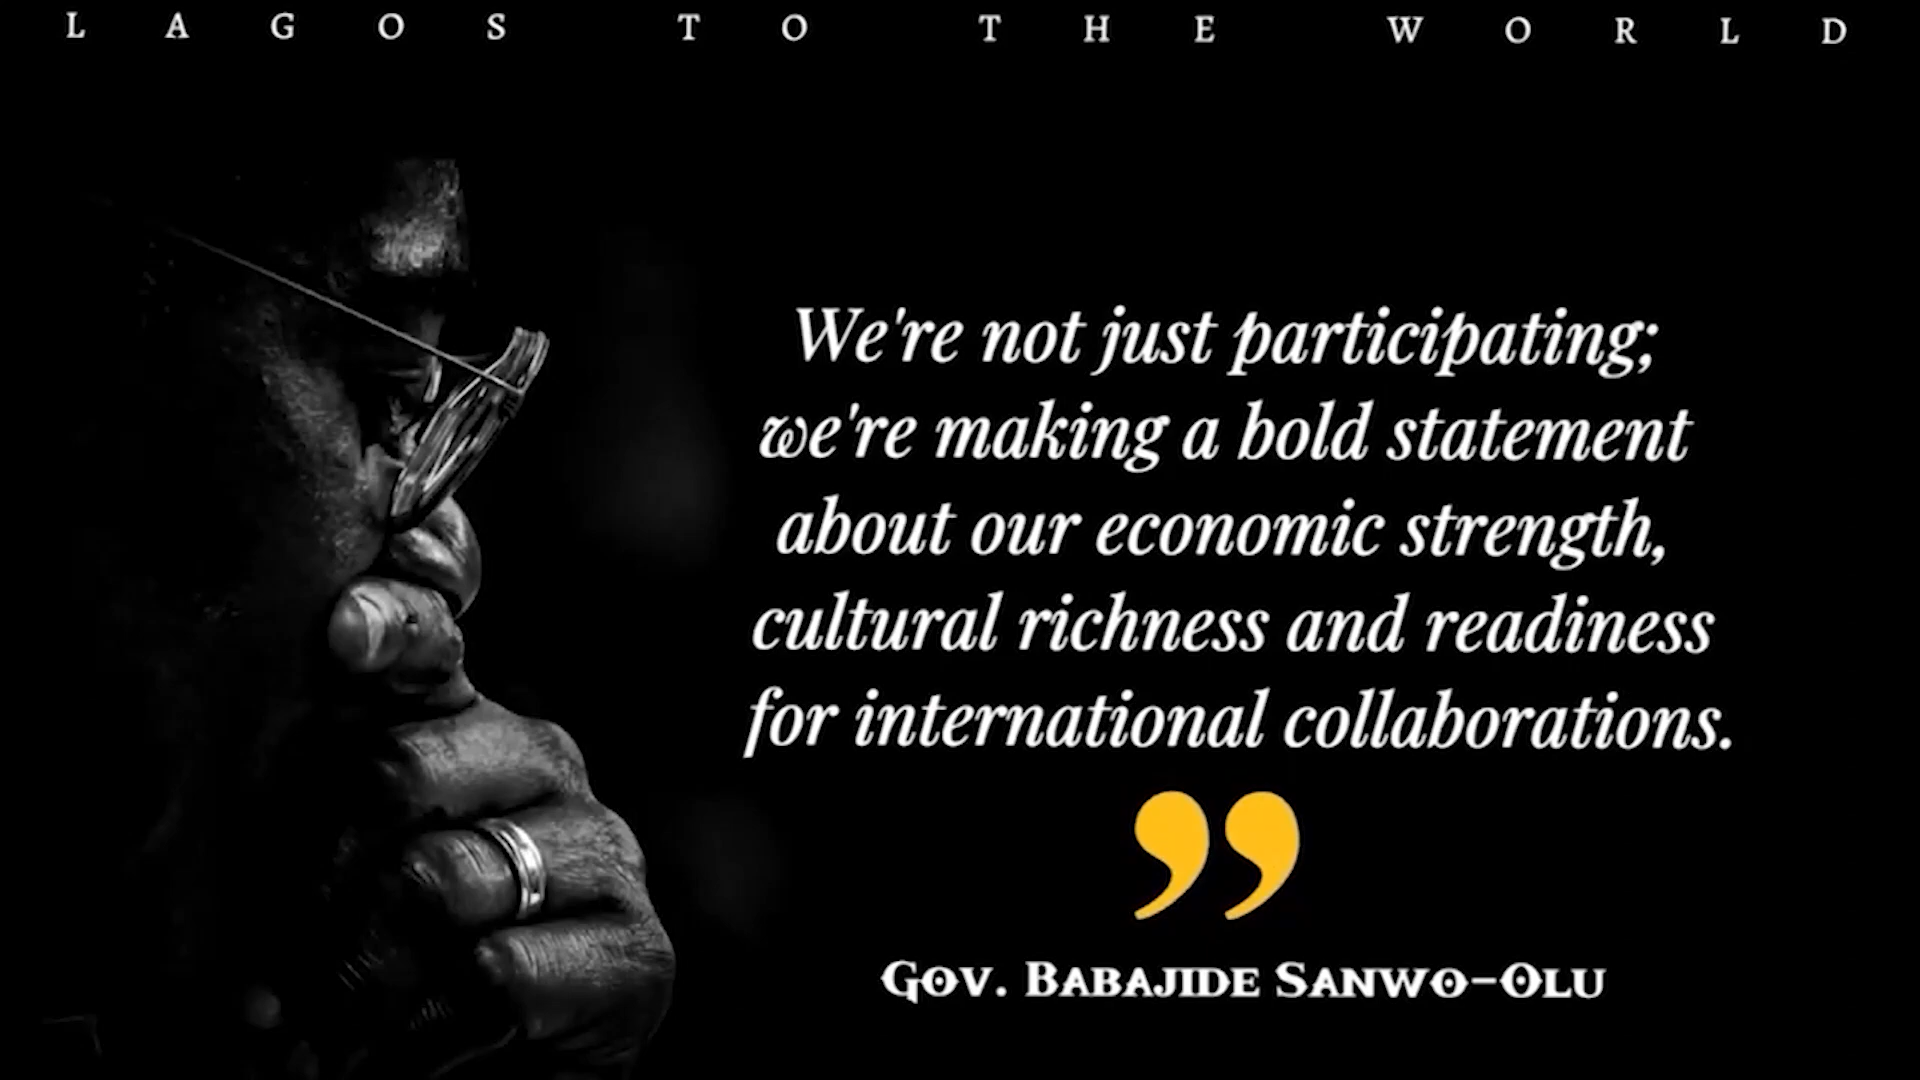 LAGOS TO THE WORLD
We're not just participating;
we're making a bold statement
about our economic strength,
cultural richness and readiness
for international collaborations.
”
Gov. Babajide Sanwo-Olu